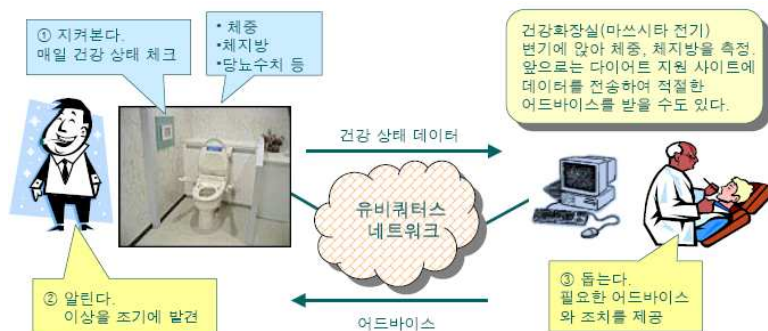 ① 지켜본다.
매일 건강 상태 체크
• 체중
•체지방
•당뇨수치 등
건강화장실(마쓰시타 전기)
변기에 앉아 체중, 체지방을 측정.
앞으로는 다이어트 지원 사이트에
데이터를 전송하여 적절한
어드바이스를 받을 수도 있다.
건강 상태 데이터
유비쿼터스
네트워크
② 알린다.
이상을 조기에 발견
어드바이스
③ 돕는다.
필요한 어드바이스
와 조치를 제공